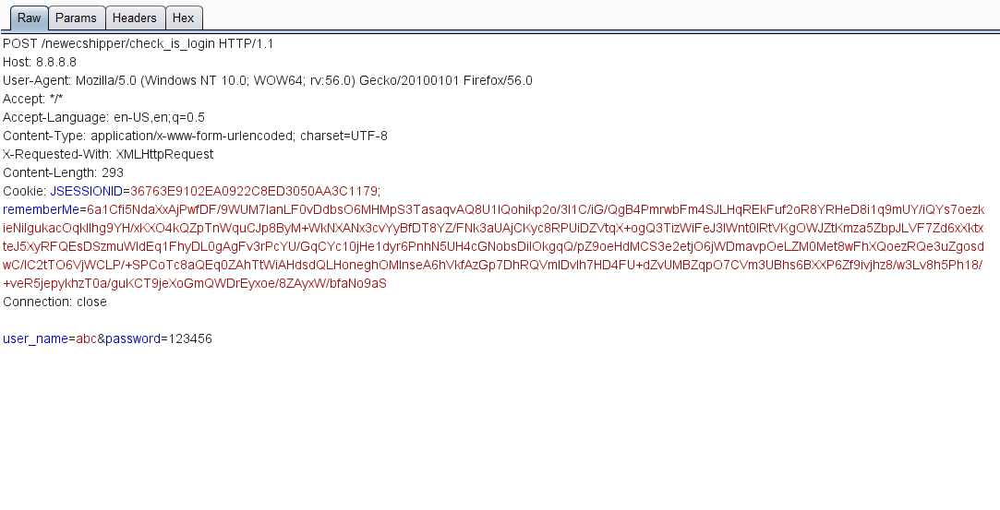 Raw Params Headers Hex
POST /newecshipper/check_is_login HTTP/1.1
Host: 8.8.8.8
User-Agent: Mozilla/5.0 (Windows NT 10.0; WOW64; rv:56.0) Gecko/20100101 Firefox/56.0
Accept: */*
Accept-Language: en-US,en;q=0.5
Content-Type: application/x-www-form-urlencoded; charset=UTF-8
X-Requested-With: XMLHttpRequest
Content-Length: 293
Cookie: JSESSIONID=36763E9102EA0922C8ED3050AA3C1179;
rememberMe=6a1Cfi5NdaXxAjPwfDF/9WUM7lanLF0vDdbsO6MHMpS3TasaqvAQ8U1lQohikp2o/3l1C/iG/QgB4PmrwbFm4SJLHqREkFuf2oR8YRHeD8i1q9mUY/iQYs7oezk
ieNilgukacOqkIlhg9YH/xKXO4kQZpTnWquCJp8ByM+WkNXANx3cvYyBfDT8YZ/FNk3aUAjCKyc8RPUiDZVtqX+ogQ3TizWiFeJ3lWnt0lRtVKgOWJZtKmza5ZbpJLVF7Zd6xXktx
teJ5XyRFQEsDSzmuWldEq1FhyDL0gAgFv3rPcYU/GqCYc10jHe1dyr6PnhN5UH4cGNobsDilOkgqQ/pZ9oeHdMCS3e2etjO6jWDmavpOeLZM0Met8wFhXQoezRQe3uZgosd
wC/lC2tTO6VjWCLP/+SPCoTc8aQEq0ZAhTtWiAHdsdQLHoneghOMlnseA6hVkfAzGp7DhRQVmlDvlh7HD4FU+dZvUMBZqpO7CVm3UBhs6BXXP6Zf9ivjhz8/w3Lv8h5Ph18/
+veR5jepykhzT0a/guKCT9jeXoGmQWDrEyxoe/8ZAyxW/bfaNo9aS
Connection: close
user_name=abc&password=123456